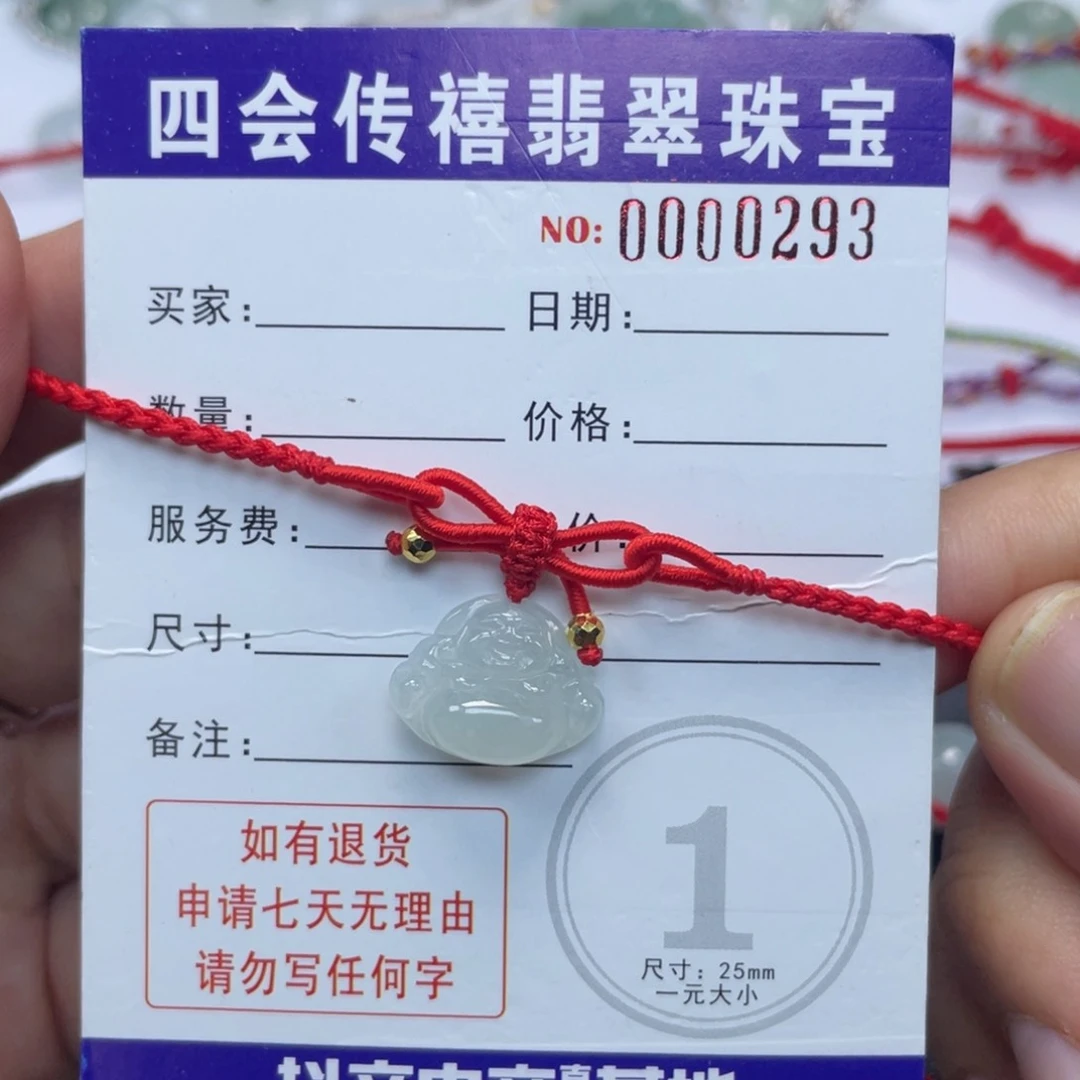 四会传禧翡翠珠宝
NO: 0000293
买家: 日期:
数量: 价格:
服务费: 价:
尺寸:
备注:
如有退货
申请七天无理由
请勿写任何字
1
尺寸: 25mm
一元大小